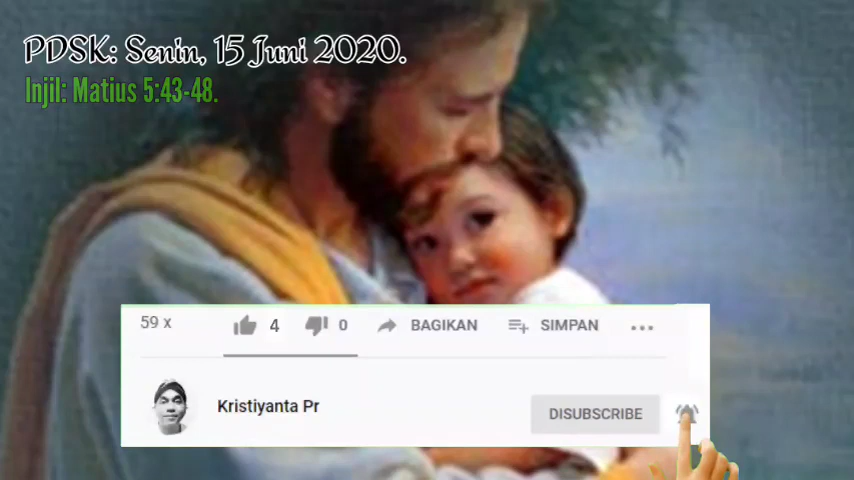 PDSK: Senin, 15 Juni 2020.
Injil: Matius 5:43-48.
59 x 4 0 BAGIKAN SIMPAN
Kristiyanta Pr DISUBSCRIBE